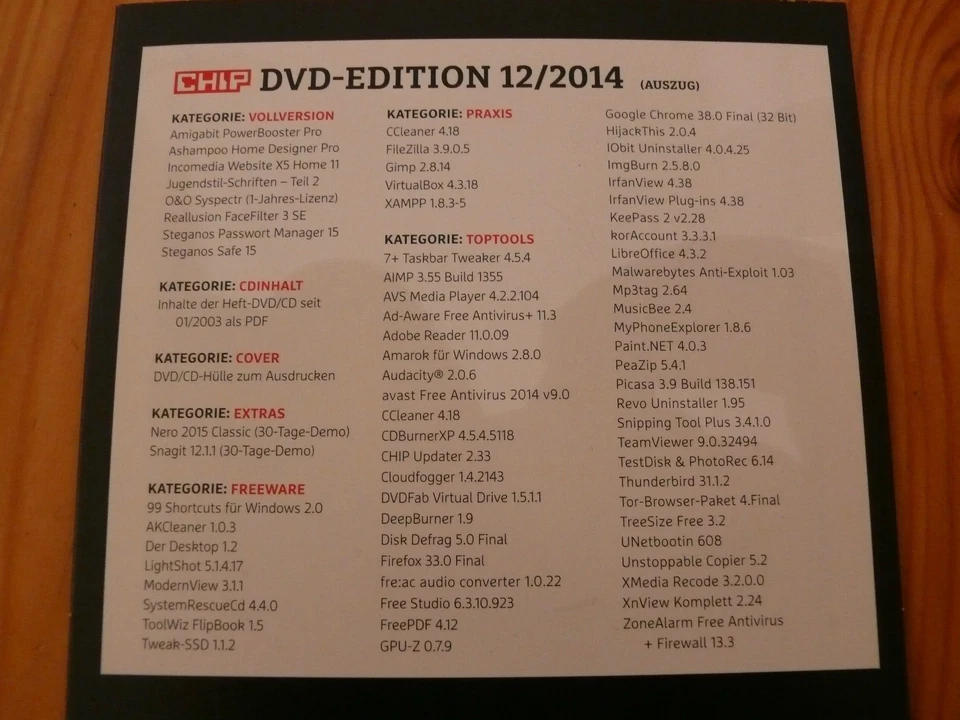 CHIP DVD-EDITION 12/2014 (AUSZUG)
KATEGORIE: VOLLVERSION
Amigabit PowerBooster Pro
Ashampoo Home Designer Pro
Incomedia Website X5 Home 11
Jugendstil-Schriften – Teil 2
O&O Syspectr (1-Jahres-Lizenz)
Reallusion FaceFilter 3 SE
Steganos Passwort Manager 15
Steganos Safe 15
KATEGORIE: CDINHALT
Inhalte der Heft-DVD/CD seit
01/2003 als PDF
KATEGORIE: COVER
DVD/CD-Hülle zum Ausdrucken
KATEGORIE: EXTRAS
Nero 2015 Classic (30-Tage-Demo)
Snagit 12.1.1 (30-Tage-Demo)
KATEGORIE: FREEWARE
99 Shortcuts für Windows 2.0
AKCleaner 1.0.3
Der Desktop 1.2
LightShot 5.1.4.17
ModernView 3.1.1
SystemRescueCd 4.4.0
ToolWiz FlipBook 1.5
Tweak-SSD 1.1.2
KATEGORIE: PRAXIS
CCleaner 4.18
FileZilla 3.9.0.5
Gimp 2.8.14
VirtualBox 4.3.18
XAMPP 1.8.3-5
KATEGORIE: TOPTOOLS
7+ Taskbar Tweaker 4.5.4
AIMP 3.55 Build 1355
AVS Media Player 4.2.2.104
Ad-Aware Free Antivirus+ 11.3
Adobe Reader 11.0.09
Amarok für Windows 2.8.0
Audacity® 2.0.6
avast Free Antivirus 2014 v9.0
CCleaner 4.18
CDBurnerXP 4.5.4.5118
CHIP Updater 2.33
Cloudfogger 1.4.2143
DVDFab Virtual Drive 1.5.1.1
DeepBurner 1.9
Disk Defrag 5.0 Final
Firefox 33.0 Final
fre:ac audio converter 1.0.22
Free Studio 6.3.10.923
FreePDF 4.12
GPU-Z 0.7.9
Google Chrome 38.0 Final (32 Bit)
HijackThis 2.0.4
IObit Uninstaller 4.0.4.25
ImgBurn 2.5.8.0
IrfanView 4.38
IrfanView Plug-ins 4.38
KeePass 2 v2.28
korAccount 3.3.3.1
LibreOffice 4.3.2
Malwarebytes Anti-Exploit 1.03
Mp3tag 2.64
MusicBee 2.4
MyPhoneExplorer 1.8.6
Paint.NET 4.0.3
PeaZip 5.4.1
Picasa 3.9 Build 138.151
Revo Uninstaller 1.95
Snipping Tool Plus 3.4.1.0
TeamViewer 9.0.32494
TestDisk & PhotoRec 6.14
Thunderbird 31.1.2
Tor-Browser-Paket 4.Final
TreeSize Free 3.2
UNetbootin 608
Unstoppable Copier 5.2
XMedia Recode 3.2.0.0
XnView Komplett 2.24
ZoneAlarm Free Antivirus
+ Firewall 13.3